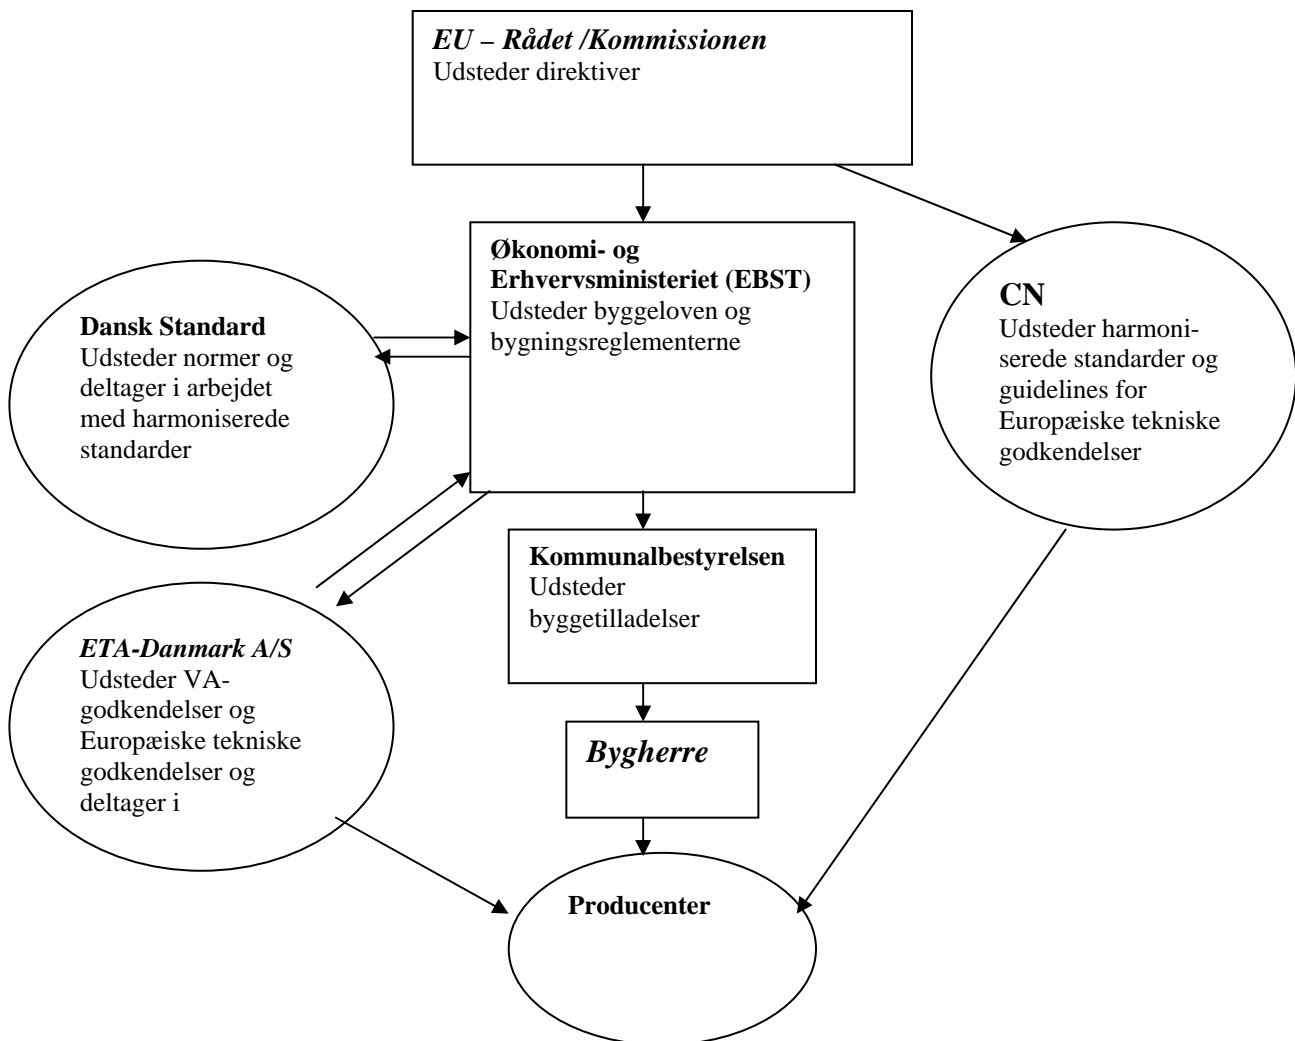 EU – Rådet /Kommissionen
Udsteder direktiver
Økonomi- og
Erhvervsministeriet (EBST)
Udsteder byggeloven og
bygningsreglementerne
Dansk Standard
Udsteder normer og
deltager i arbejdet
med harmoniserede
standarder
CN
Udsteder harmoni-
serede standarder og
guidelines for
Europæiske tekniske
godkendelser
Kommunalbestyrelsen
Udsteder
byggetilladelser
ETA-Danmark A/S
Udsteder VA-
godkendelser og
Europæiske tekniske
godkendelser og
deltager i
Bygherre
Producenter